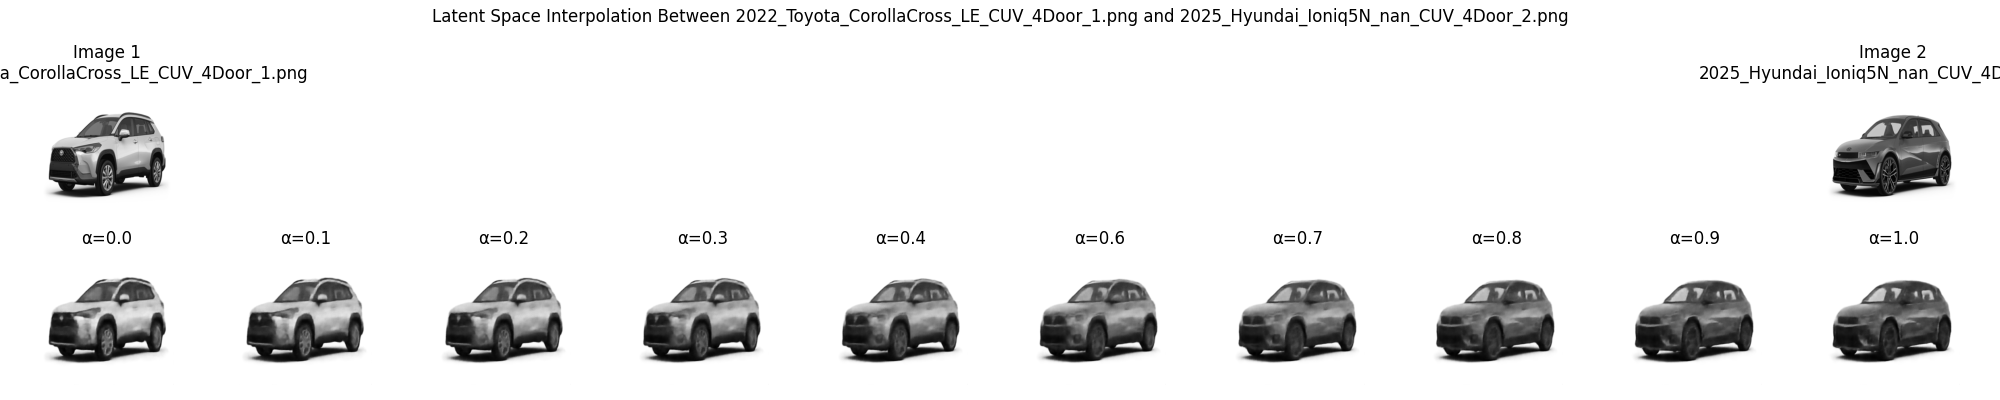 Latent Space Interpolation Between 2022_Toyota_CorollaCross_LE_CUV_4Door_1.png and 2025_Hyundai_Ioniq5N_nan_CUV_4Door_2.png
Image 1
a_CorollaCross_LE_CUV_4Door_1.png
Image 2
2025_Hyundai_Ioniq5N_nan_CUV_4D
α=0.0 α=0.1 α=0.2 α=0.3 α=0.4 α=0.6 α=0.7 α=0.8 α=0.9 α=1.0